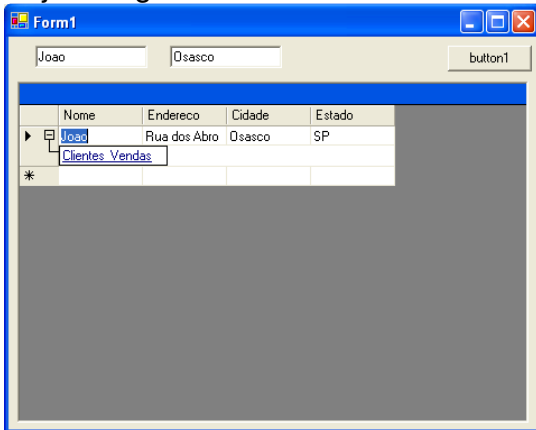 Form1
Joao Osasco button1
Nome Endereco Cidade Estado
Joao Rua dos Abro Osasco SP
Clientes Vendas
*